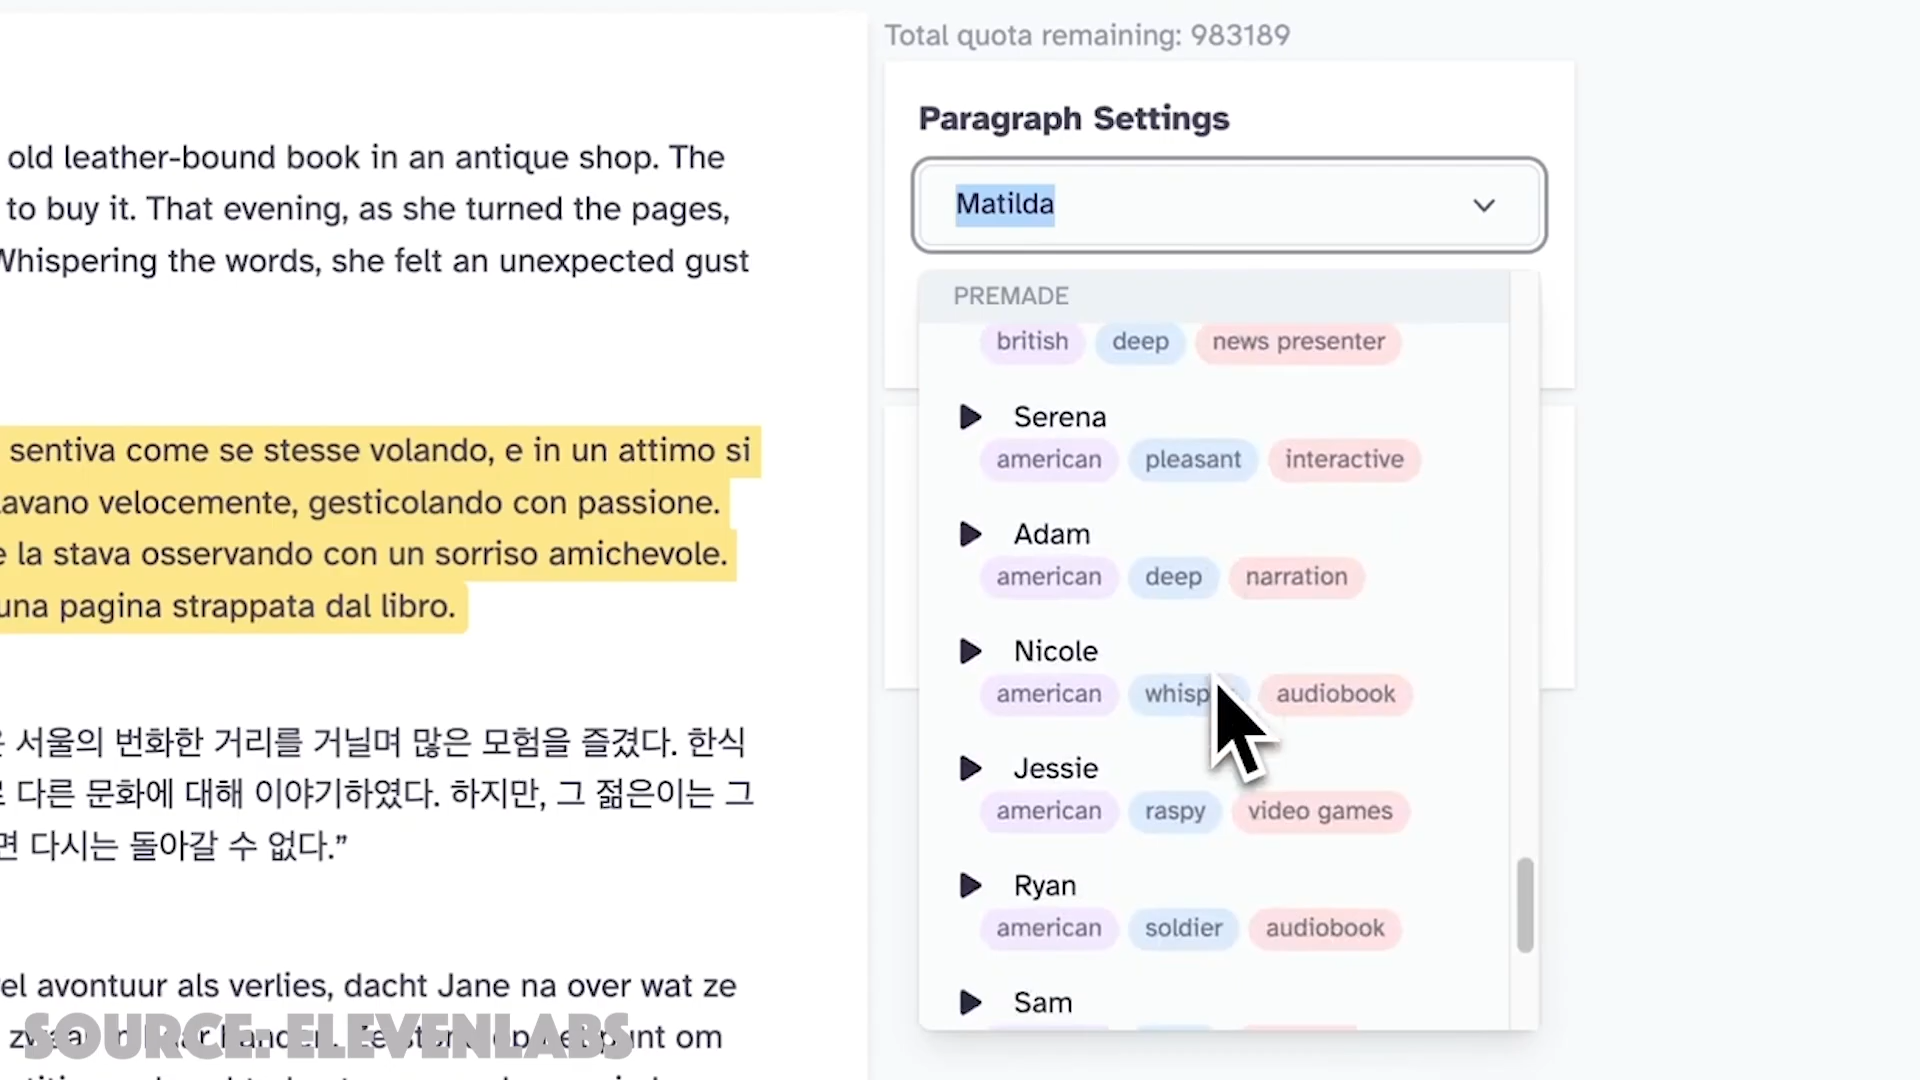 Total quota remaining: 983189
Paragraph Settings
Matilda
PREMADE
british deep news presenter
Serena
american pleasant interactive
Adam
american deep narration
Nicole
american audiobook
Jessie
american raspy video games
Ryan
american soldier audiobook
Sam
old leather-bound book in an antique shop. The
to buy it. That evening, as she turned the pages,
Whispering the words, she felt an unexpected gust
sentiva come se stesse volando, e in un attimo si
avano velocemente, gesticolando con passione.
e la stava osservando con un sorriso amichevole.
una pagina strappata dal libro.
서울의 번화한 거리를 거닐며 많은 모험을 즐겼다. 한식
다른 문화에 대해 이야기하였다. 하지만, 그 젊은이는 그
면 다시는 돌아갈 수 없다.”
el avontuur als verlies, dacht Jane na over wat ze
om
SOURCE: ELEVENLABS